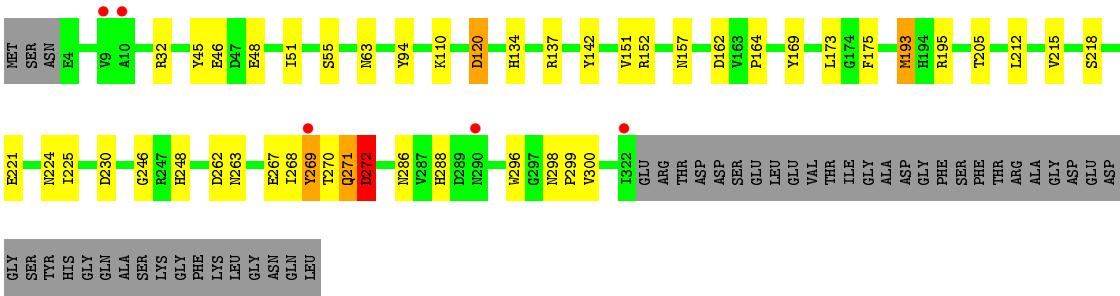 MET SER ASN E4 V9 A10 R32 Y45 E46 D47 E48 I51 S55 N63 Y94 K110 D120 H134 R137 Y142 V151 R152 N157 D162 V163 P164 Y169 L173 G174 F175 M193 H194 R195 T205 L212 V215 S218
E221 N224 I225 D230 G246 R247 H248 D262 N263 E267 I268 Y269 T270 Q271 D272 N286 V287 H288 D289 N290 W296 G297 N298 P299 V300 I322 GLU ARG THR ASP ASP SER GLU LEU GLU VAL THR ILE GLY ALA ASP GLY PHE SER PHE THR ARG ALA GLY ASP GLU ASP
GLY SER TYR HIS GLY GLN ALA SER LYS GLY PHE LYS LEU GLY ASN GLN LEU